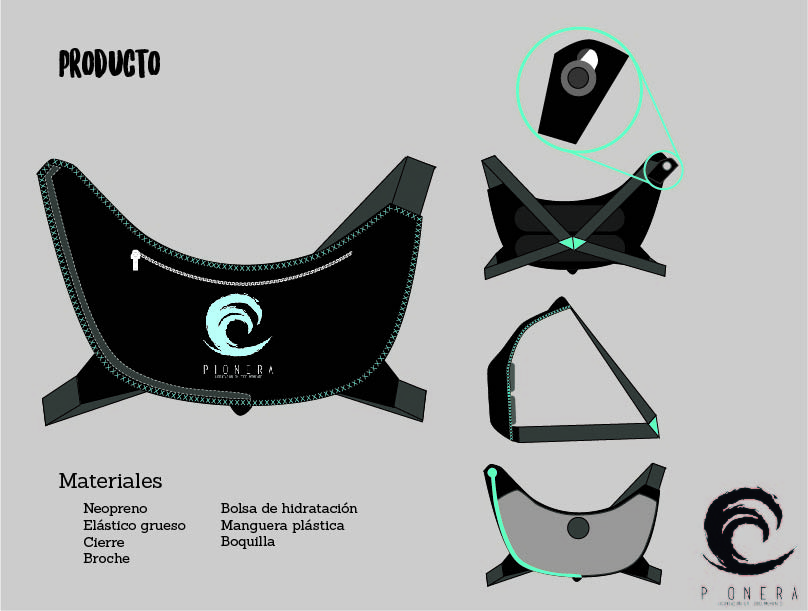 PRODUCTO
PIONERA
Materiales
Neopreno
Elástico grueso
Cierre
Broche
Bolsa de hidratación
Manguera plástica
Boquilla
PIONERA